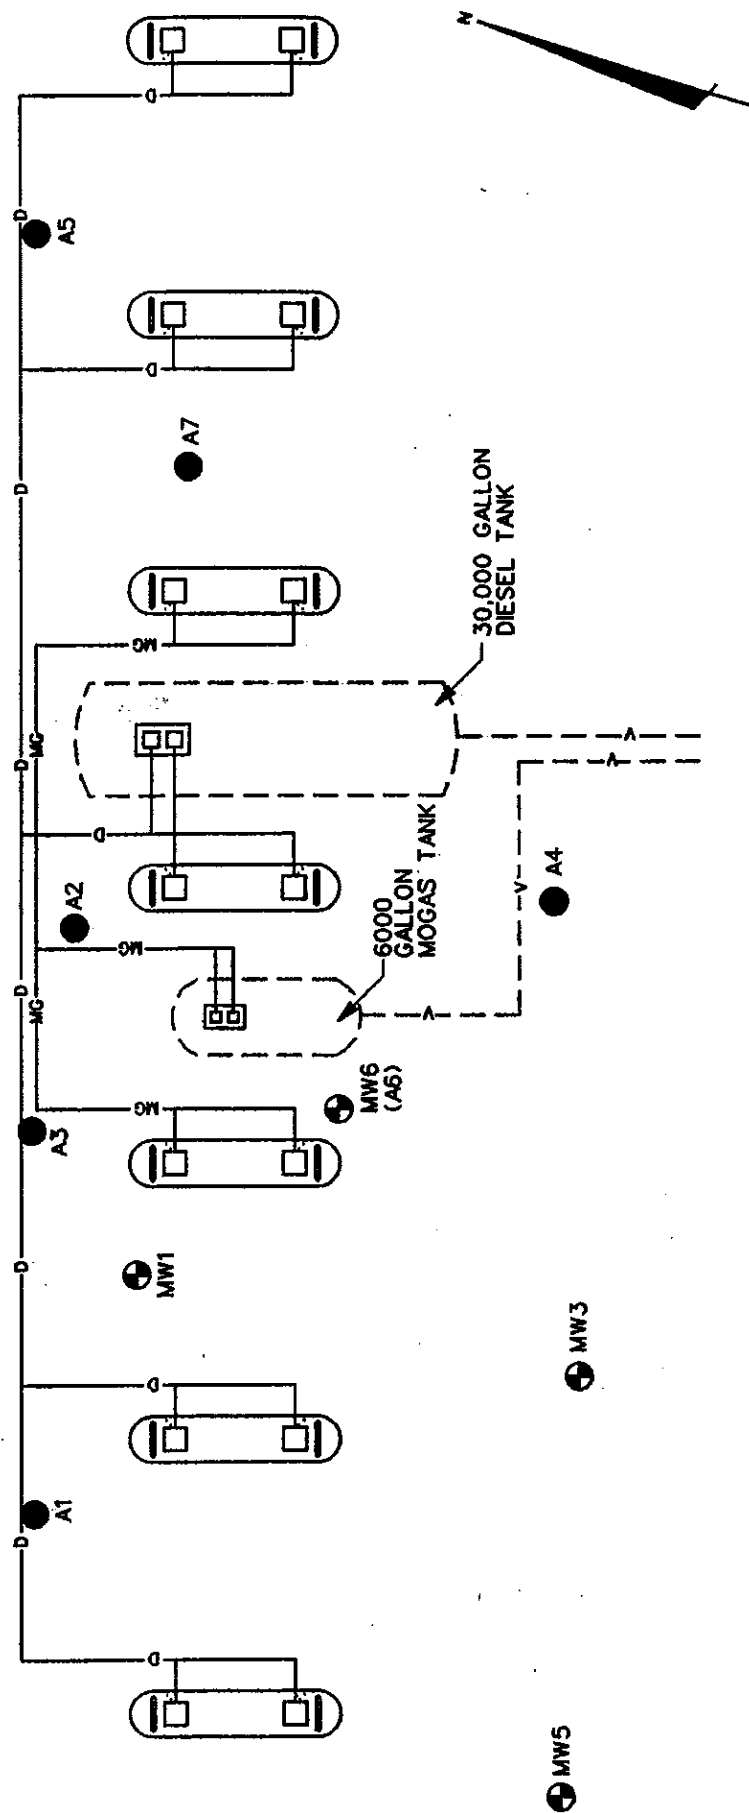 N
D
D
A5
D
A7
D
30,000 GALLON
DIESEL TANK
MG
MG
D
D
V
V
A2
MG
6000
GALLON
MOGAS TANK
A4
V
D
MG
V
MW6
(A6)
MG
A3
D
MW1
MW3
D
A1
D
D
MW5